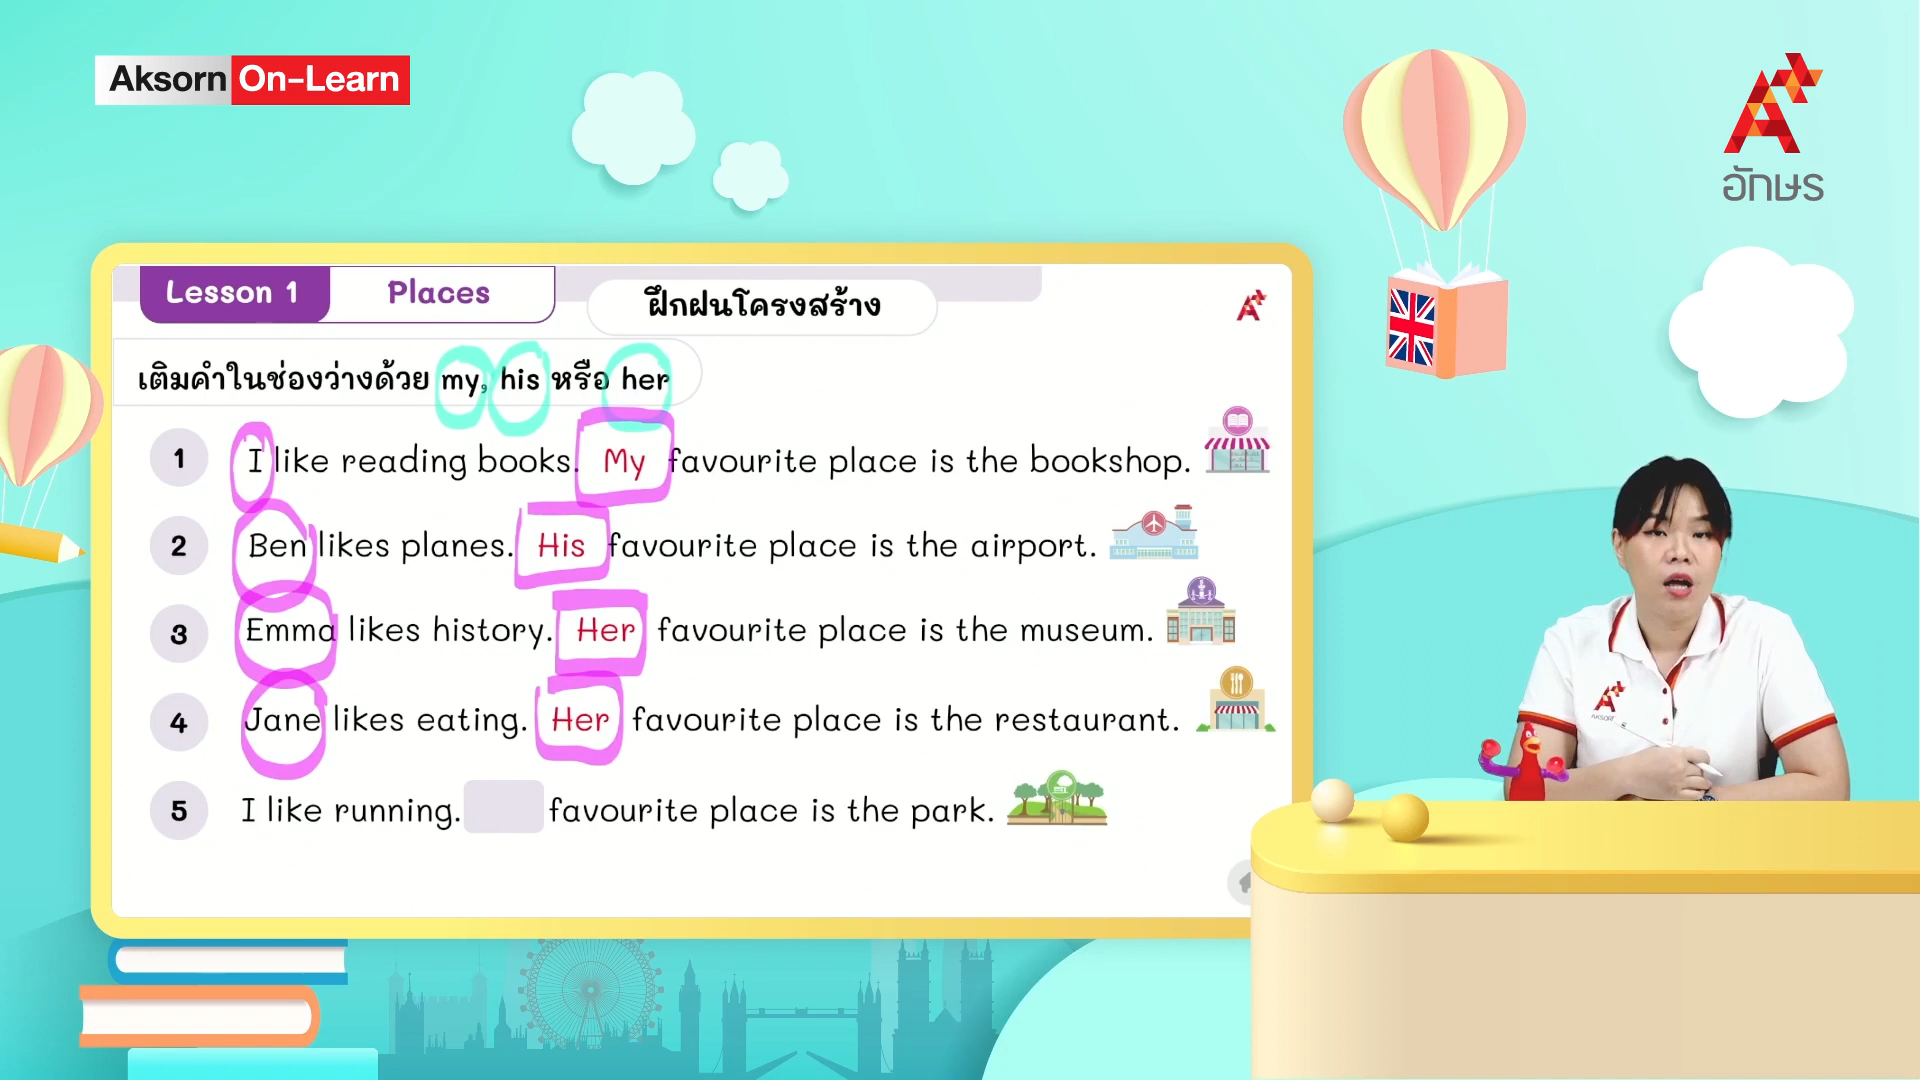 Aksorn On-Learn
อักษร
Lesson 1 Places
ฝึกฝนโครงสร้าง
เติมคำในช่องว่างด้วย my, his หรือ her
1 I like reading books. My favourite place is the bookshop.
2 Ben likes planes. His favourite place is the airport.
3 Emma likes history. Her favourite place is the museum.
4 Jane likes eating. Her favourite place is the restaurant.
5 I like running. favourite place is the park.